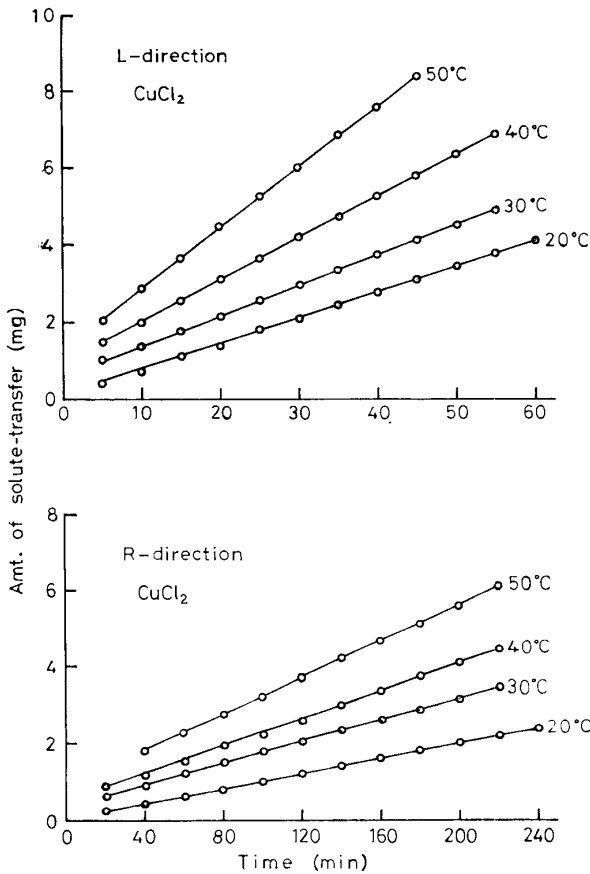 Amt. of solute-transfer (mg)
10
8
6
4
2
0
L-direction
CuCl₂
50°C
40°C
30°C
20°C
0 10 20 30 40 50 60
8
6
4
2
0
R-direction
CuCl₂
50°C
40°C
30°C
20°C
0 40 80 120 160 200 240
Time (min)